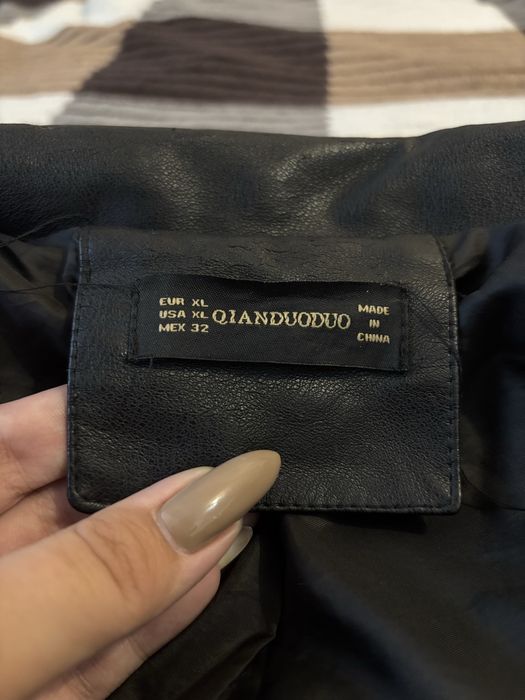 EUR XL
USA XL
MEX 32
QIANDUODUO
MADE
IN
CHINA